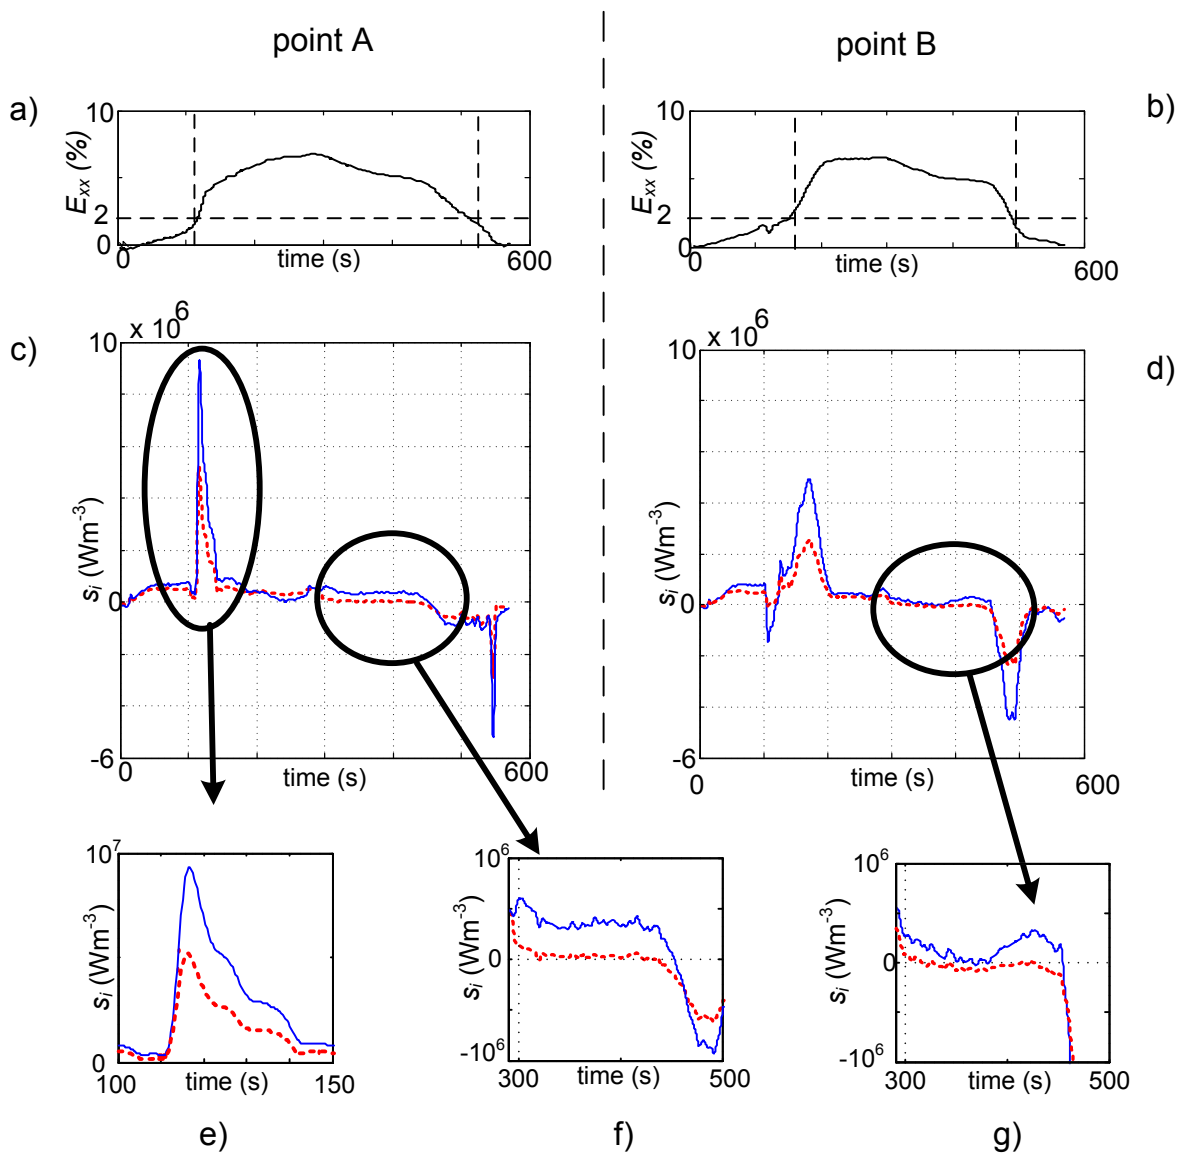 point A
point B
a)
10
E_xx (%)
2
0
0
time (s)
600
b)
10
E_xx (%)
2
0
0
time (s)
600
c)
x 10^6
10
s_i (Wm^-3)
0
-6
0
time (s)
600
d)
x 10^6
10
s_i (Wm^-3)
0
-6
0
time (s)
600
10^7
s_i (Wm^-3)
0
100
time (s)
150
e)
10^6
s_i (Wm^-3)
0
-10^6
300
time (s)
500
f)
10^6
s_i (Wm^-3)
0
-10^6
300
time (s)
500
g)